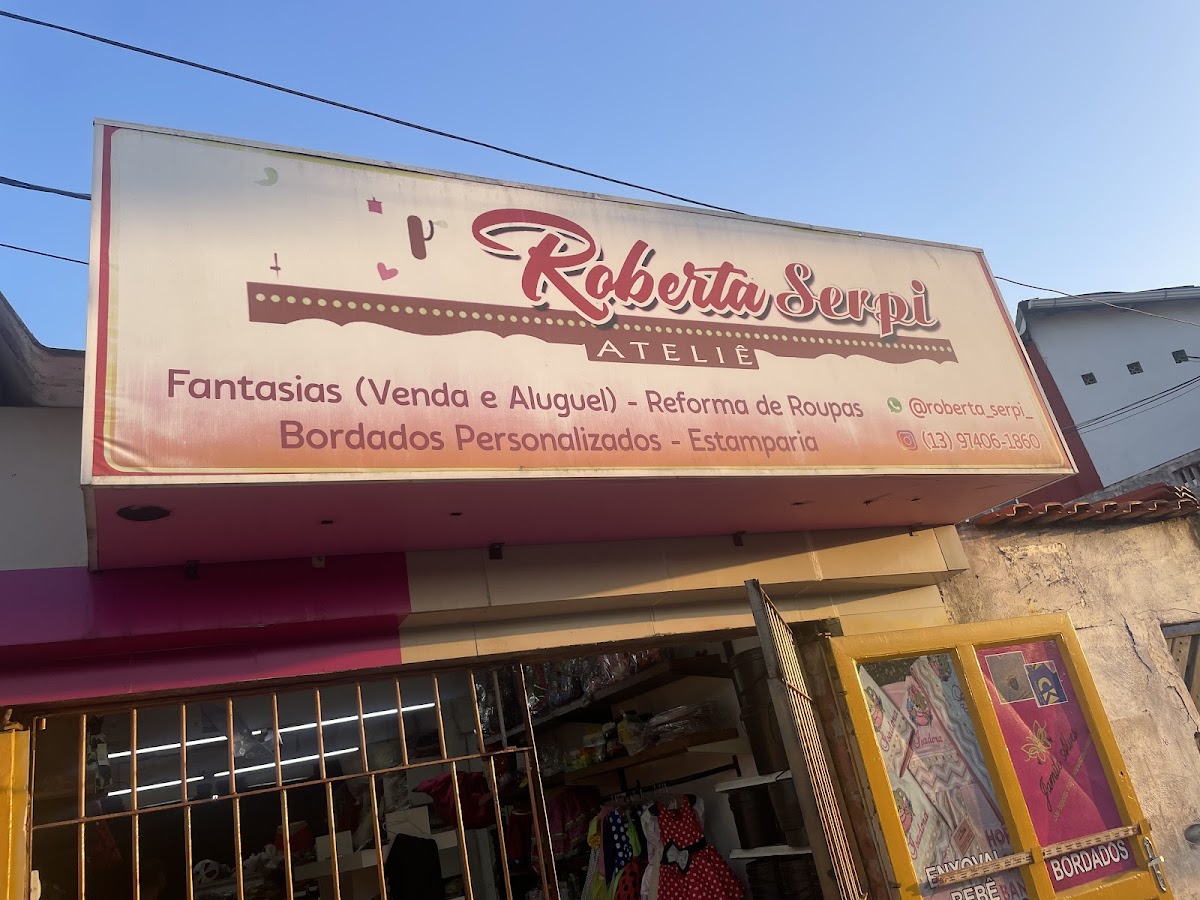 Roberta Serpi
ATELIÊ
Fantasias (Venda e Aluguel) - Reforma de Roupas
Bordados Personalizados - Estamparia
@roberta_serpi_
(13) 97406-1860
Isadora
ENXOVAL
BEBÊ
BORDADOS